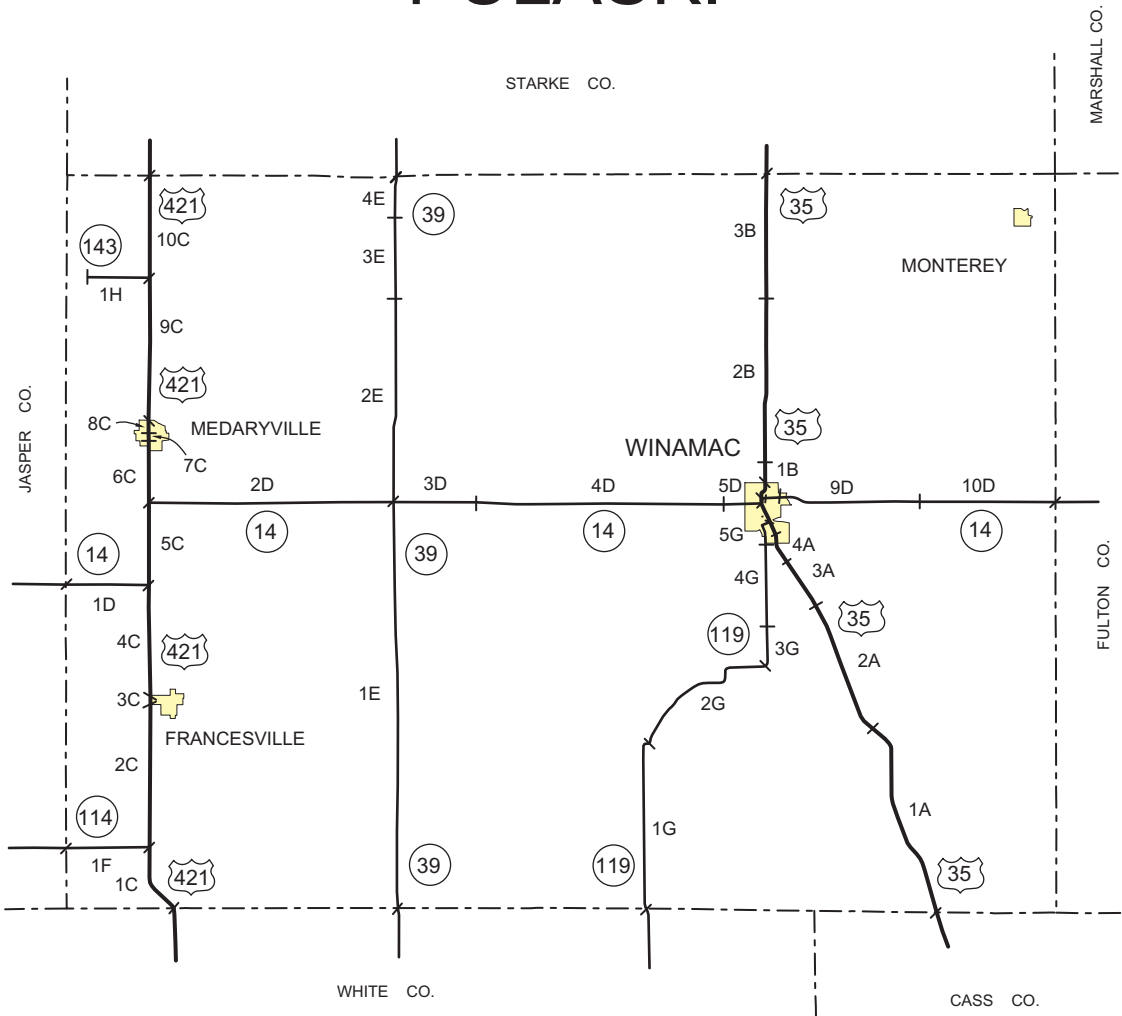 MARSHALL CO.
STARKE CO.
421
4E
39
35
10C
3B
143
3E
MONTEREY
1H
9C
421
2B
JASPER CO.
2E
35
8C
MEDARYVILLE
WINAMAC
7C
1B
6C
2D
3D
4D
5D
9D
10D
14
14
14
5C
39
5G
4A
FULTON CO.
14
3A
1D
4G
35
4C
119
421
3G
2A
1E
3C
2G
FRANCESVILLE
2C
1A
114
1G
1F
39
119
35
1C
421
WHITE CO.
CASS CO.